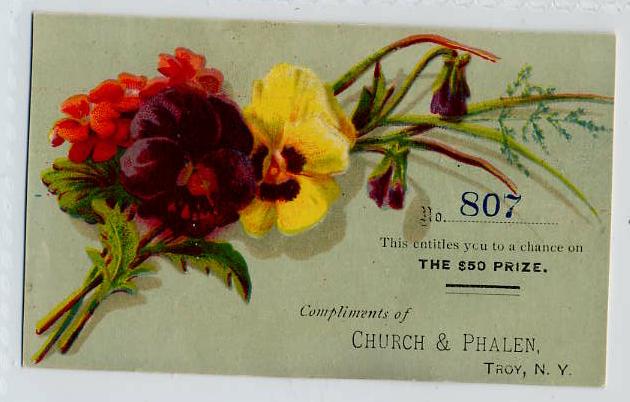 No. 807
This entitles you to a chance on
THE $50 PRIZE.
Compliments of
CHURCH & PHALEN,
TROY, N. Y.